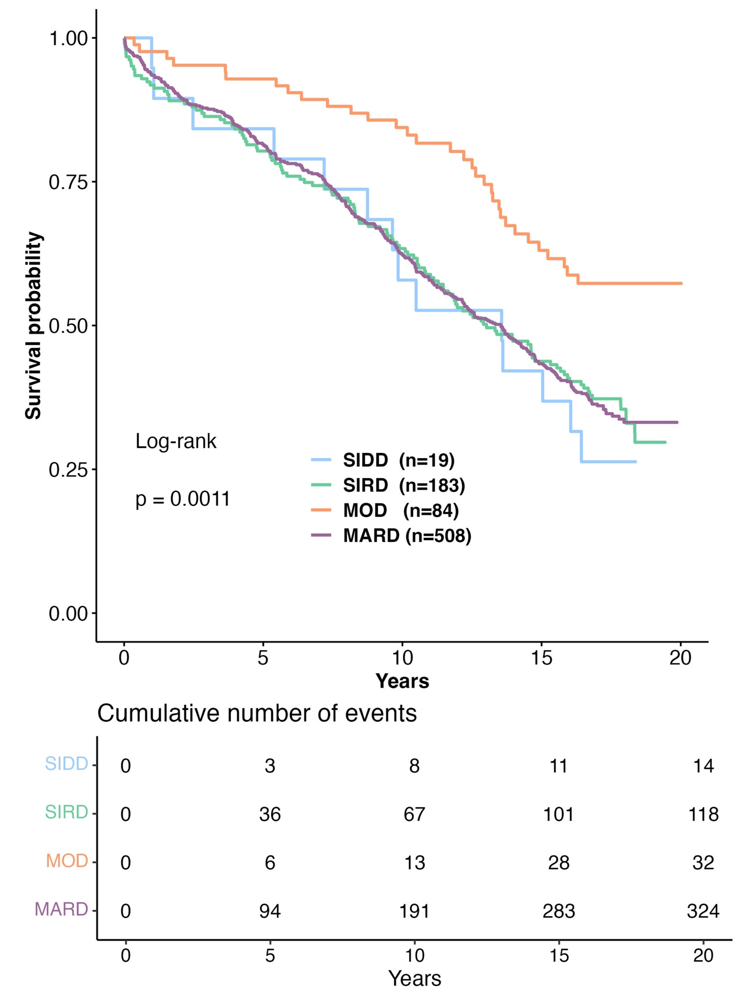 1.00
0.75
0.50
0.25
0.00
Survival probability
Log-rank
p = 0.0011
SIDD (n=19)
SIRD (n=183)
MOD (n=84)
MARD (n=508)
0 5 10 15 20
Years
Cumulative number of events
SIDD 0 3 8 11 14
SIRD 0 36 67 101 118
MOD 0 6 13 28 32
MARD 0 94 191 283 324
0 5 10 15 20
Years